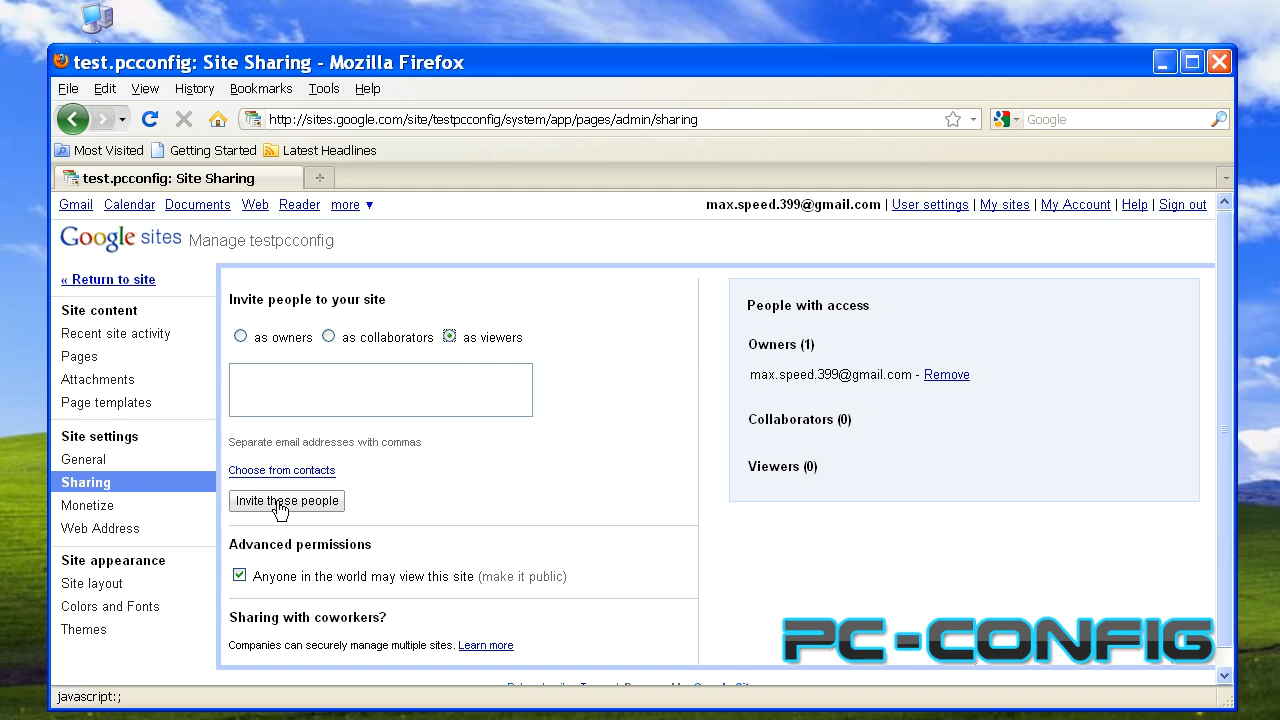 test.pcconfig: Site Sharing - Mozilla Firefox
File Edit View History Bookmarks Tools Help
http://sites.google.com/site/testpcconfig/system/app/pages/admin/sharing Google
Most Visited Getting Started Latest Headlines
test.pcconfig: Site Sharing
Gmail Calendar Documents Web Reader more ▼ max.speed.399@gmail.com | User settings | My sites | My Account | Help | Sign out
Google sites Manage testpcconfig
« Return to site
Site content
Recent site activity
Pages
Attachments
Page templates
Site settings
General
Sharing
Monetize
Web Address
Site appearance
Site layout
Colors and Fonts
Themes
Invite people to your site
as owners as collaborators as viewers
Separate email addresses with commas
Choose from contacts
Invite these people
Advanced permissions
Anyone in the world may view this site (make it public)
Sharing with coworkers?
Companies can securely manage multiple sites. Learn more
People with access
Owners (1)
max.speed.399@gmail.com - Remove
Collaborators (0)
Viewers (0)
PC-CONFIG
javascript:;